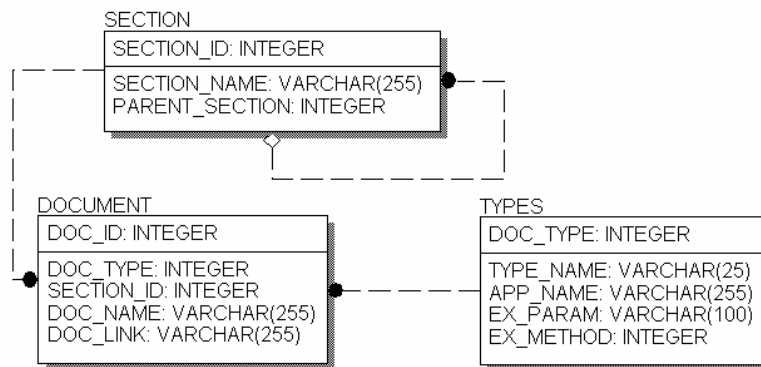 SECTION
SECTION_ID: INTEGER
SECTION_NAME: VARCHAR(255)
PARENT_SECTION: INTEGER
DOCUMENT
DOC_ID: INTEGER
DOC_TYPE: INTEGER
SECTION_ID: INTEGER
DOC_NAME: VARCHAR(255)
DOC_LINK: VARCHAR(255)
TYPES
DOC_TYPE: INTEGER
TYPE_NAME: VARCHAR(25)
APP_NAME: VARCHAR(255)
EX_PARAM: VARCHAR(100)
EX_METHOD: INTEGER